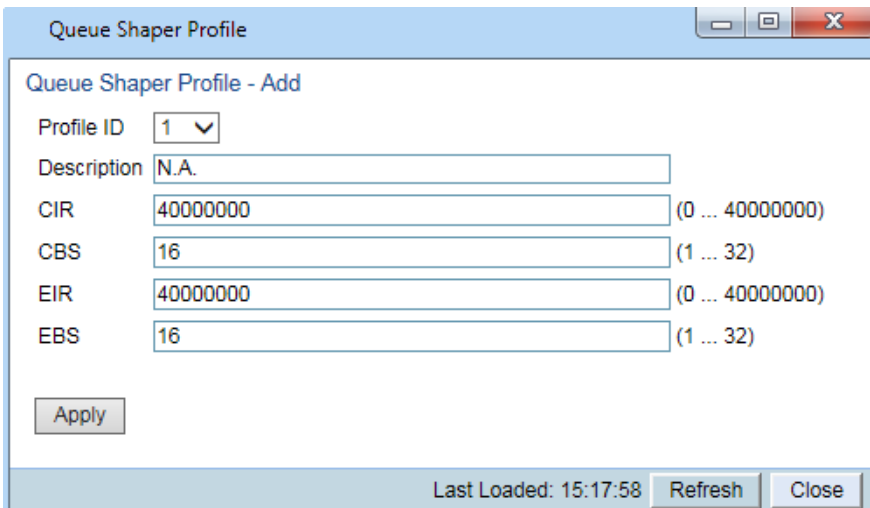 Queue Shaper Profile
Queue Shaper Profile - Add
Profile ID 1
Description N.A.
CIR 40000000 (0 ... 40000000)
CBS 16 (1 ... 32)
EIR 40000000 (0 ... 40000000)
EBS 16 (1 ... 32)
Apply
Last Loaded: 15:17:58 Refresh Close